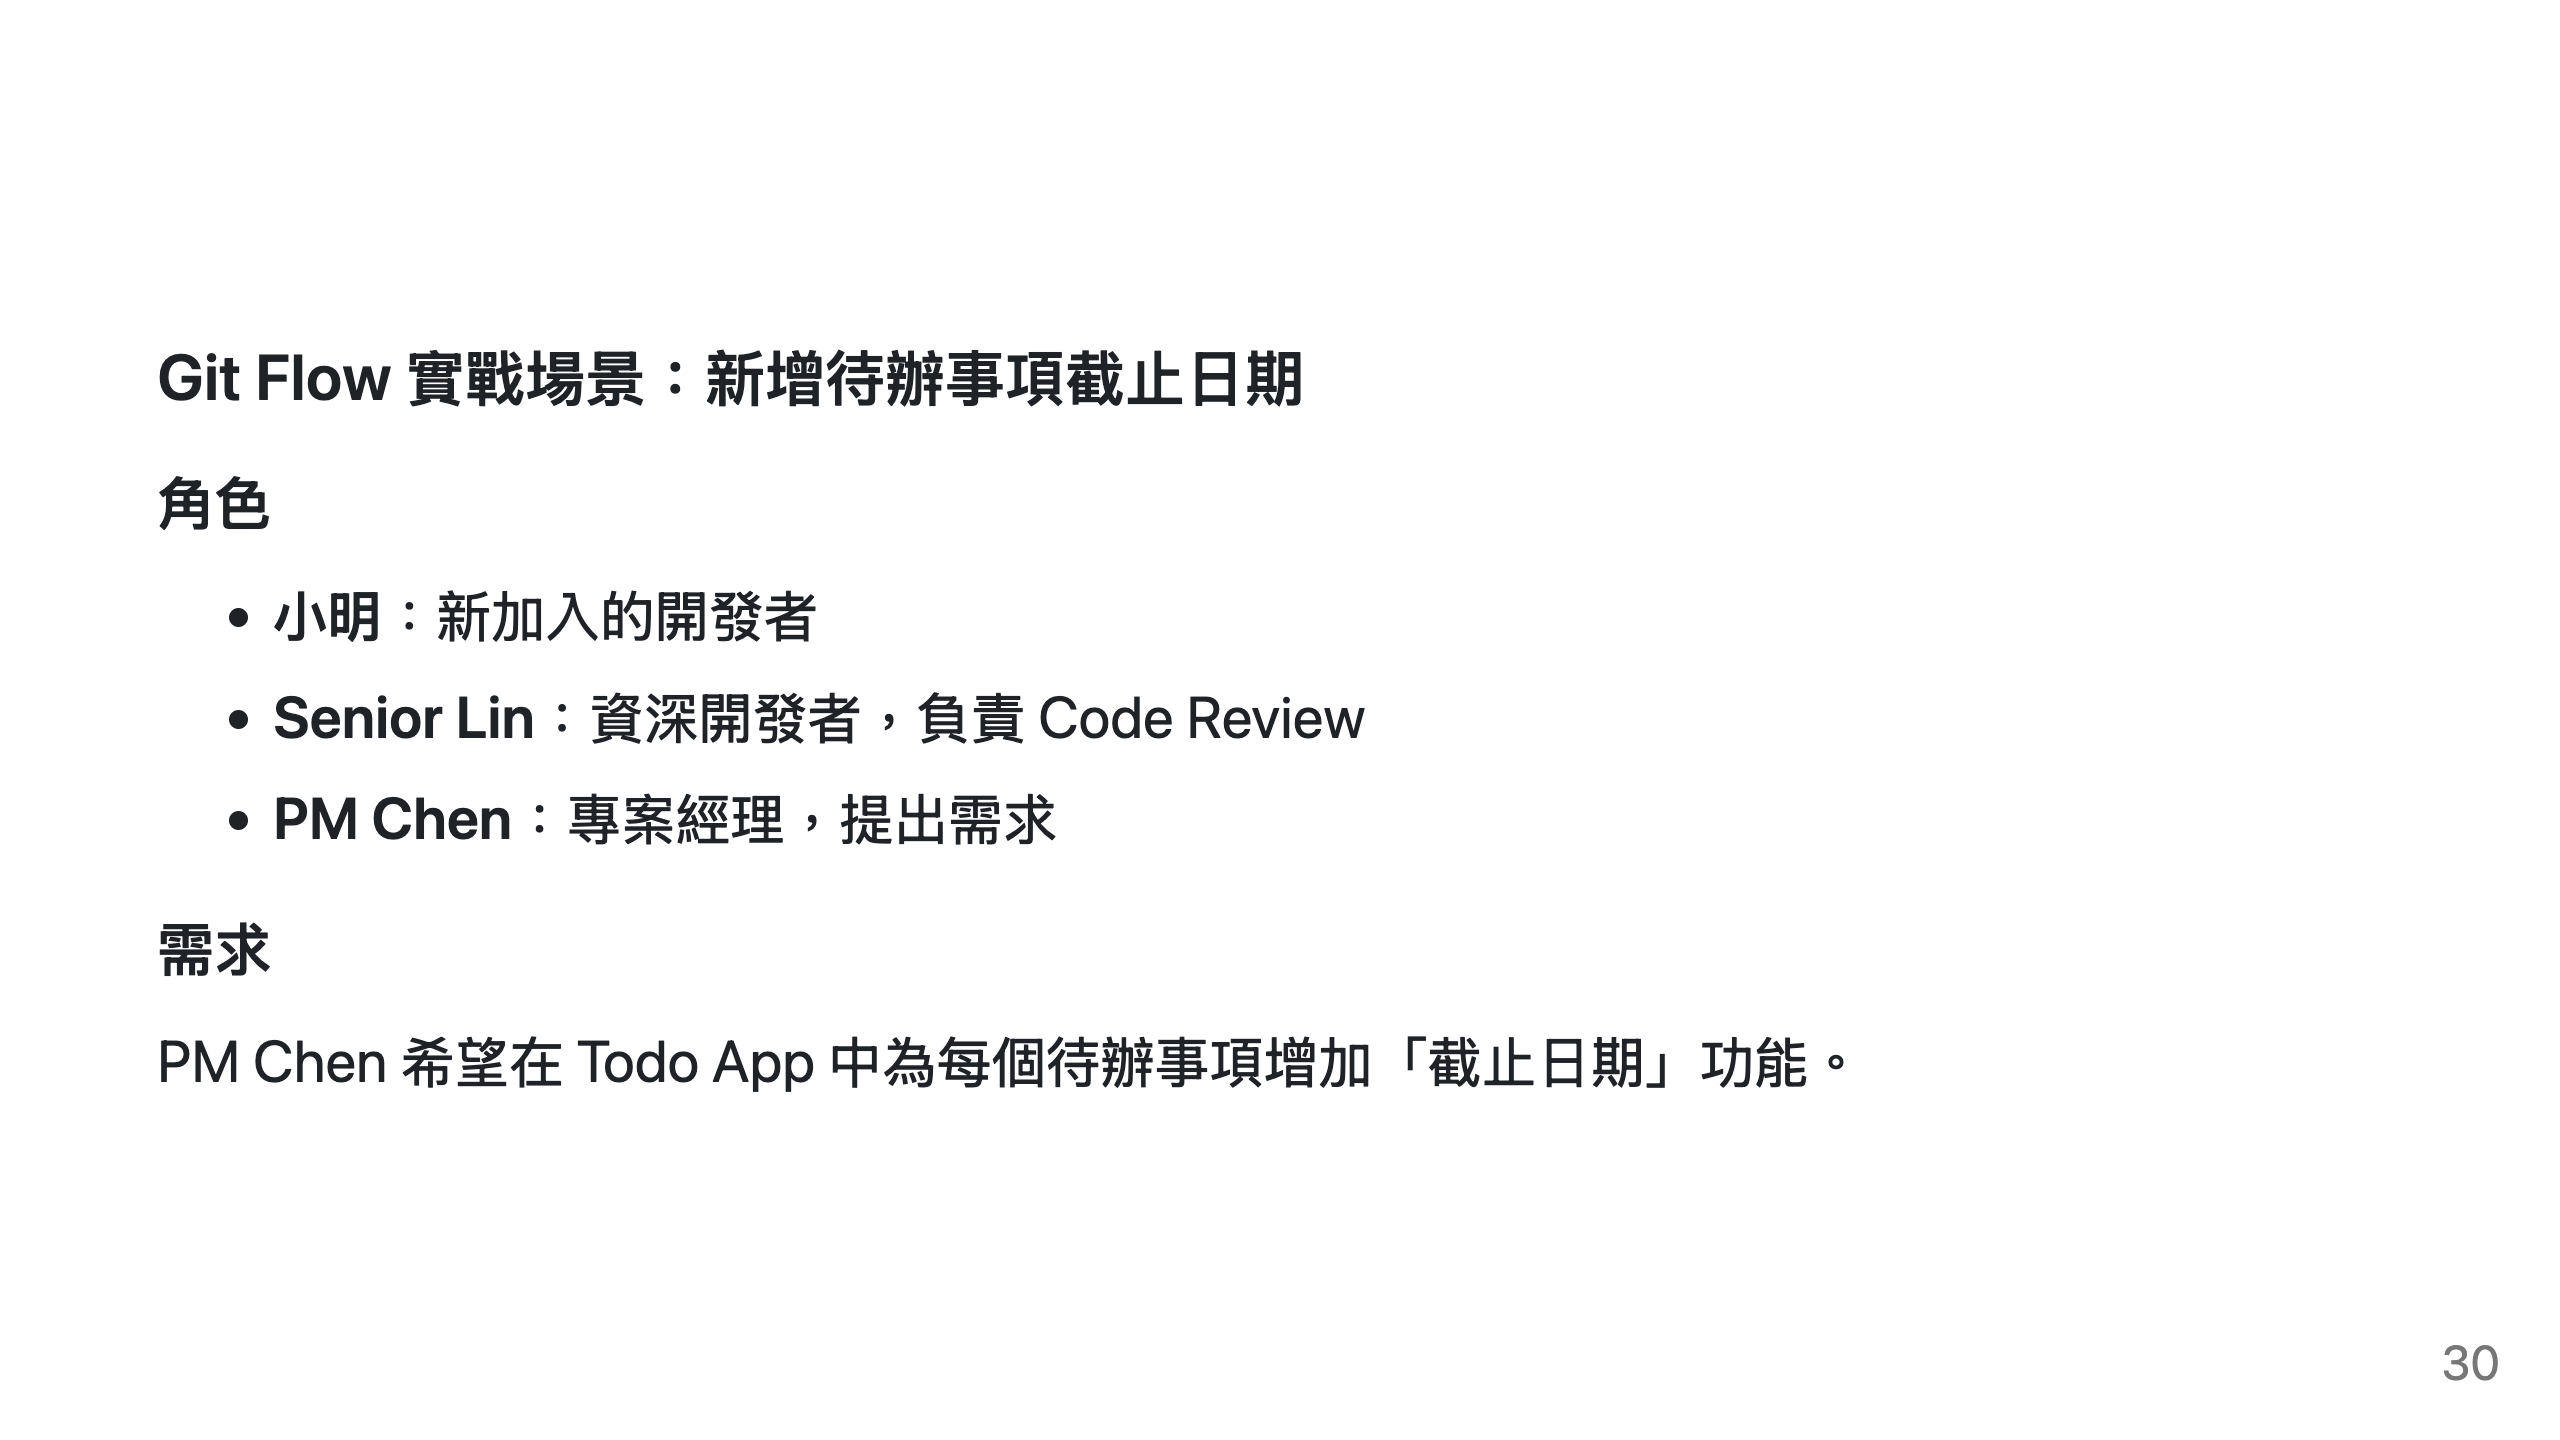 Git Flow 實戰場景：新增待辦事項截止日期
角色
• 小明：新加入的開發者
• Senior Lin：資深開發者，負責 Code Review
• PM Chen：專案經理，提出需求
需求
PM Chen 希望在 Todo App 中為每個待辦事項增加「截止日期」功能。
30